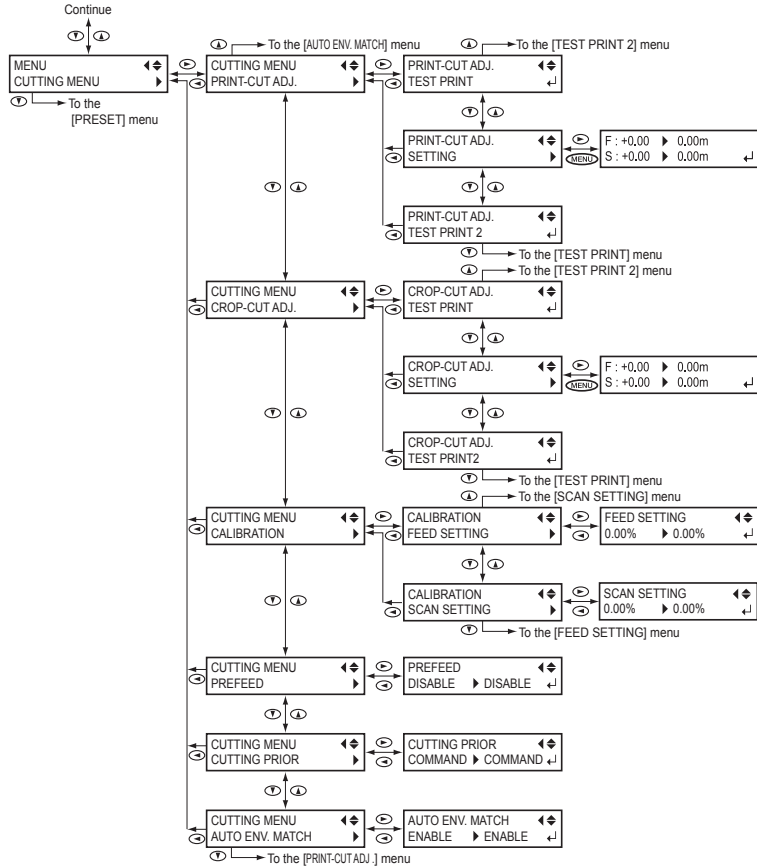 Continue
To the [AUTO ENV. MATCH] menu
To the [TEST PRINT 2] menu
MENU
CUTTING MENU
To the
[PRESET] menu
CUTTING MENU
PRINT-CUT ADJ.
PRINT-CUT ADJ.
TEST PRINT
PRINT-CUT ADJ.
SETTING
MENU
F : +0.00 0.00m
S : +0.00 0.00m
PRINT-CUT ADJ.
TEST PRINT 2
To the [TEST PRINT] menu
To the [TEST PRINT 2] menu
CUTTING MENU
CROP-CUT ADJ.
CROP-CUT ADJ.
TEST PRINT
CROP-CUT ADJ.
SETTING
MENU
F : +0.00 0.00m
S : +0.00 0.00m
CROP-CUT ADJ.
TEST PRINT2
To the [TEST PRINT] menu
To the [SCAN SETTING] menu
CUTTING MENU
CALIBRATION
CALIBRATION
FEED SETTING
FEED SETTING
0.00% 0.00%
CALIBRATION
SCAN SETTING
SCAN SETTING
0.00% 0.00%
To the [FEED SETTING] menu
CUTTING MENU
PREFEED
PREFEED
DISABLE DISABLE
CUTTING MENU
CUTTING PRIOR
CUTTING PRIOR
COMMAND COMMAND
CUTTING MENU
AUTO ENV. MATCH
AUTO ENV. MATCH
ENABLE ENABLE
To the [PRINT-CUT ADJ .] menu